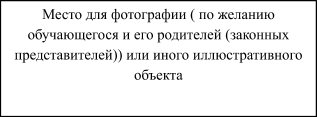 Место для фотографии ( по желанию
обучающегося и его родителей (законных
представителей)) или иного иллюстративного
объекта